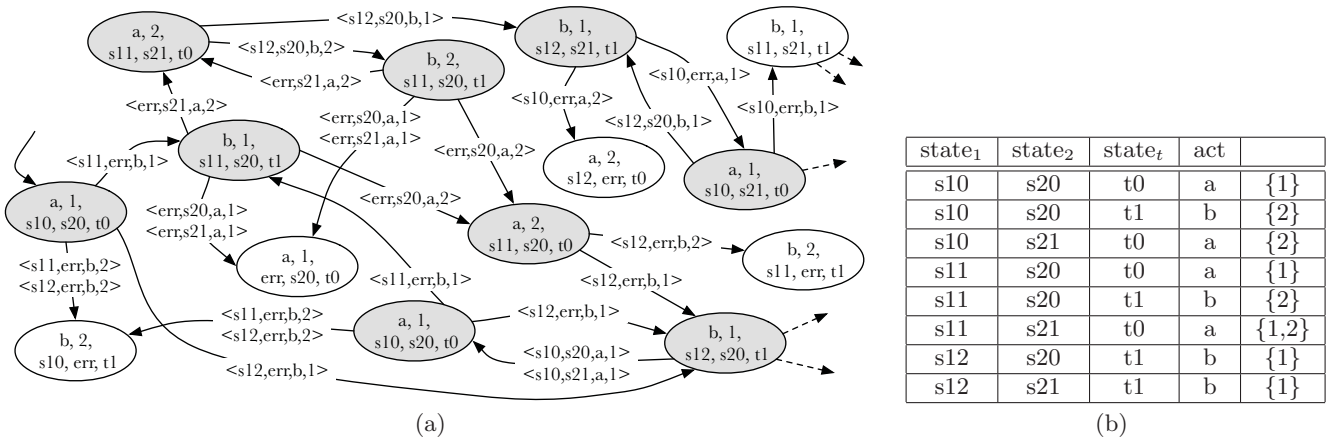 <s12,s20,b,1>
a, 2,
s11, s21, t0
b, 1,
s12, s21, t1
b, 1,
s11, s21, t1
<s12,s20,b,2>
b, 2,
s11, s20, t1
<s10,err,a,1>
<err,s21,a,2>
<s10,err,a,2>
<s10,err,b,1>
<err,s21,a,2>
<err,s20,a,1>
<err,s21,a,1>
<s12,s20,b,1>
b, 1,
s11, s20, t1
<s11,err,b,1>
<err,s20,a,2>
a, 2,
s12, err, t0
a, 1,
s10, s21, t0
a, 1,
s10, s20, t0
<err,s20,a,1>
<err,s21,a,1>
<err,s20,a,2>
a, 2,
s11, s20, t0
<s12,err,b,2>
b, 2,
s11, err, t1
<s11,err,b,2>
<s12,err,b,2>
a, 1,
err, s20, t0
<s11,err,b,1>
<s12,err,b,1>
<s11,err,b,2>
<s12,err,b,2>
a, 1,
s10, s20, t0
<s12,err,b,1>
b, 1,
s12, s20, t1
b, 2,
s10, err, t1
<s10,s20,a,1>
<s10,s21,a,1>
<s12,err,b,1>
(a)
state1 state2 statet act
s10 s20 t0 a {1}
s10 s20 t1 b {2}
s10 s21 t0 a {2}
s11 s20 t0 a {1}
s11 s20 t1 b {2}
s11 s21 t0 a {1,2}
s12 s20 t1 b {1}
s12 s21 t1 b {1}
(b)